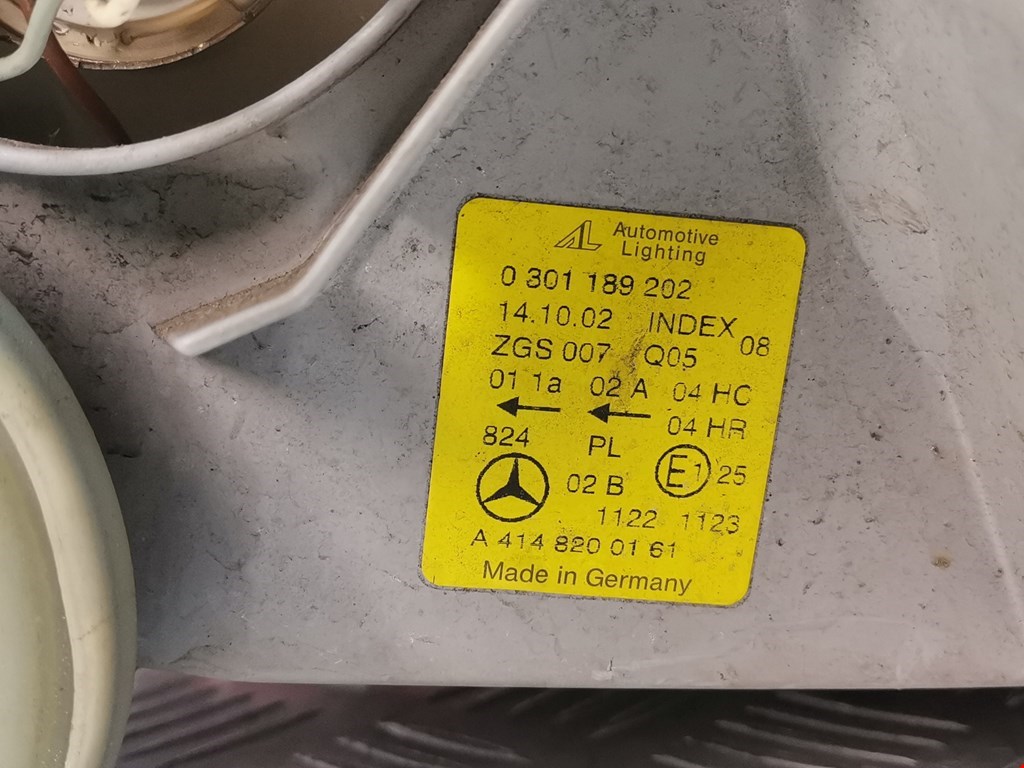 AL Automotive
Lighting
0 301 189 202
14.10.02 INDEX 08
ZGS 007 Q05
01 1a 02 A 04 HC
04 HR
824 PL
02 B E1 25
1122 1123
A 414 820 01 61
Made in Germany